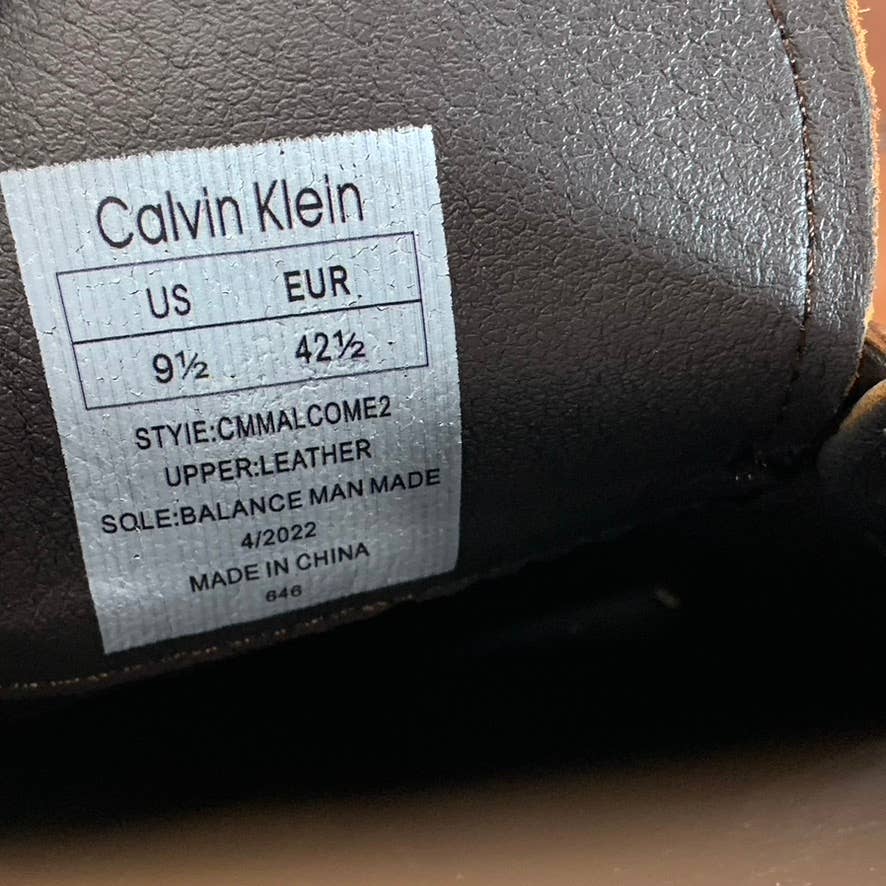 Calvin Klein
US EUR
9½ 42½
STYIE:CMMALCOME2
UPPER:LEATHER
SOLE:BALANCE MAN MADE
4/2022
MADE IN CHINA
646